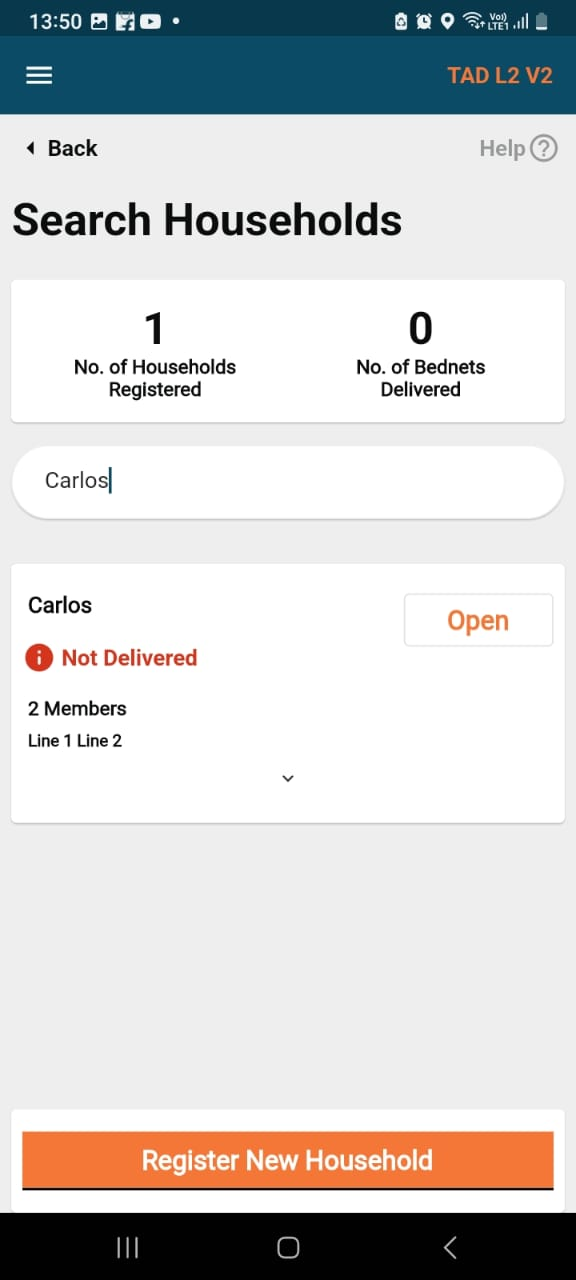 13:50
Vo)) LTE1
TAD L2 V2
Back
Help ?
Search Households
1
No. of Households
Registered
0
No. of Bednets
Delivered
Carlos
Carlos
Open
Not Delivered
2 Members
Line 1 Line 2
Register New Household